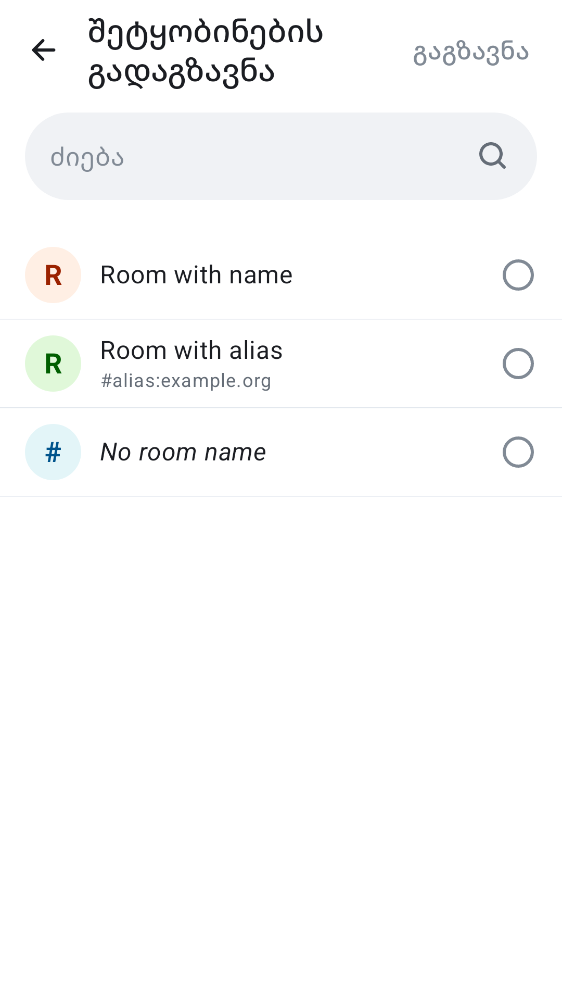 შეტყობინების
გადაგზავნა
გაგზავნა
ძიება
R
Room with name
R
Room with alias
#alias:example.org
#
No room name